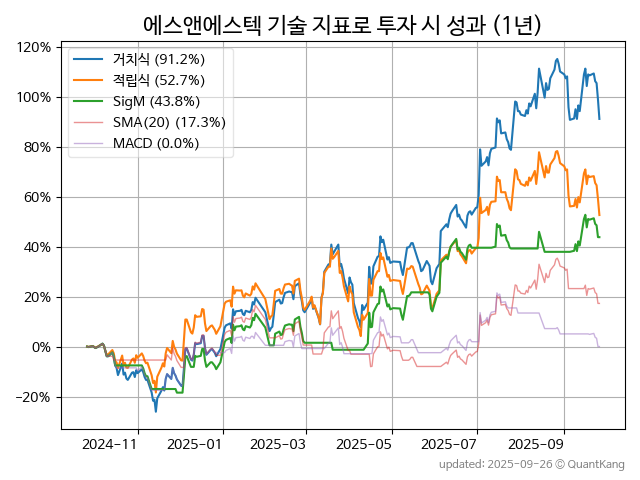 에스앤에스텍 기술 지표로 투자 시 성과 (1년)
120%
100%
80%
60%
40%
20%
0%
−20%
거치식 (91.2%)
적립식 (52.7%)
SigM (43.8%)
SMA(20) (17.3%)
MACD (0.0%)
2024-11 2025-01 2025-03 2025-05 2025-07 2025-09
updated: 2025-09-26 © QuantKang